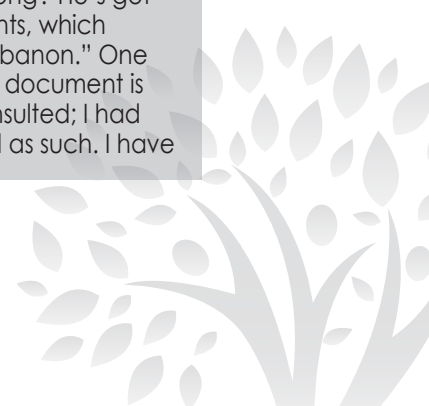 ong? He's got
nts, which
banon.” One
document is
nsulted; I had
d as such. I have